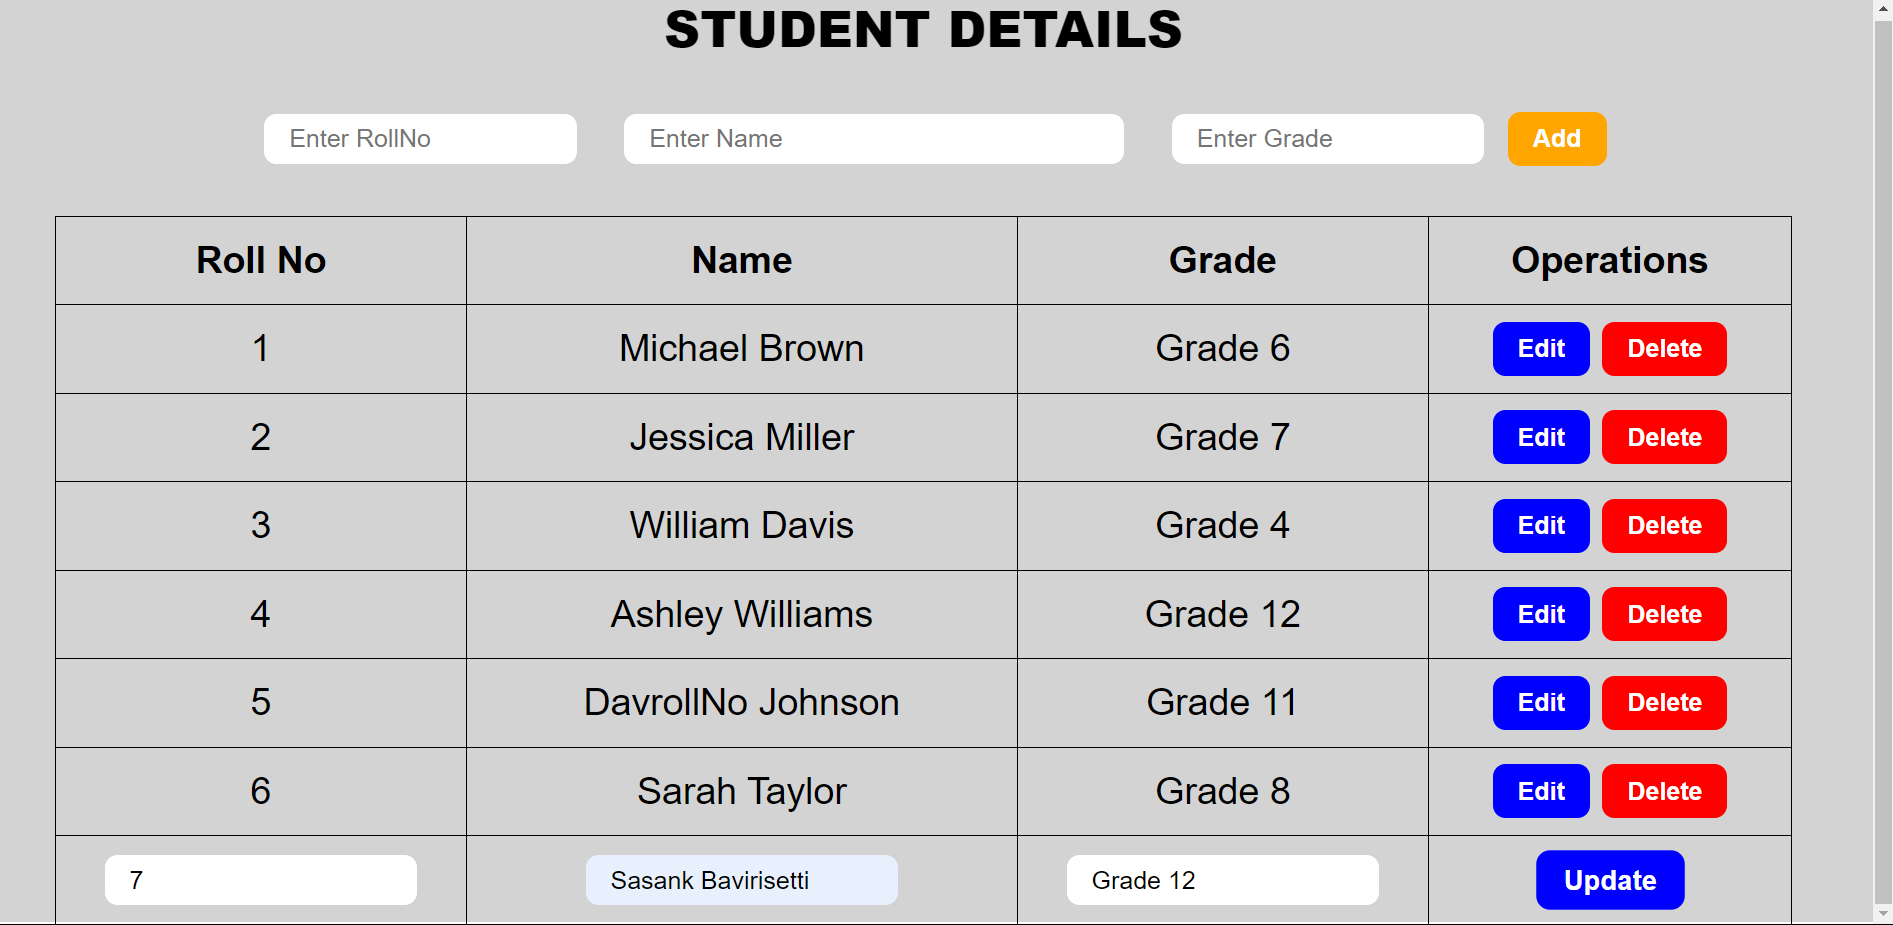 STUDENT DETAILS
Enter RollNo Enter Name Enter Grade Add
Roll No Name Grade Operations
1 Michael Brown Grade 6 Edit Delete
2 Jessica Miller Grade 7 Edit Delete
3 William Davis Grade 4 Edit Delete
4 Ashley Williams Grade 12 Edit Delete
5 DavrollNo Johnson Grade 11 Edit Delete
6 Sarah Taylor Grade 8 Edit Delete
7 Sasank Bavirisetti Grade 12 Update